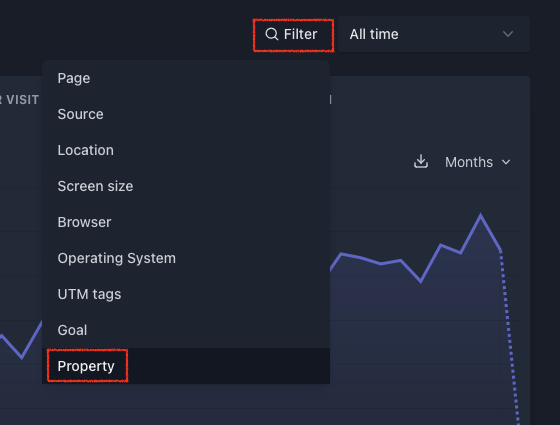 Filter
All time
Page
R VISIT
Source
Location
Months
Screen size
Browser
Operating System
UTM tags
Goal
Property